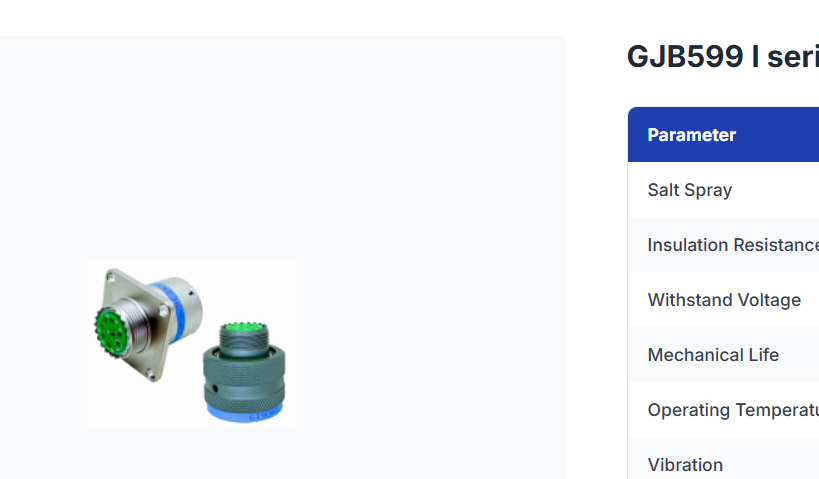 GJB599 I seri
Parameter
Salt Spray
Insulation Resistance
Withstand Voltage
Mechanical Life
Operating Temperatu
Vibration